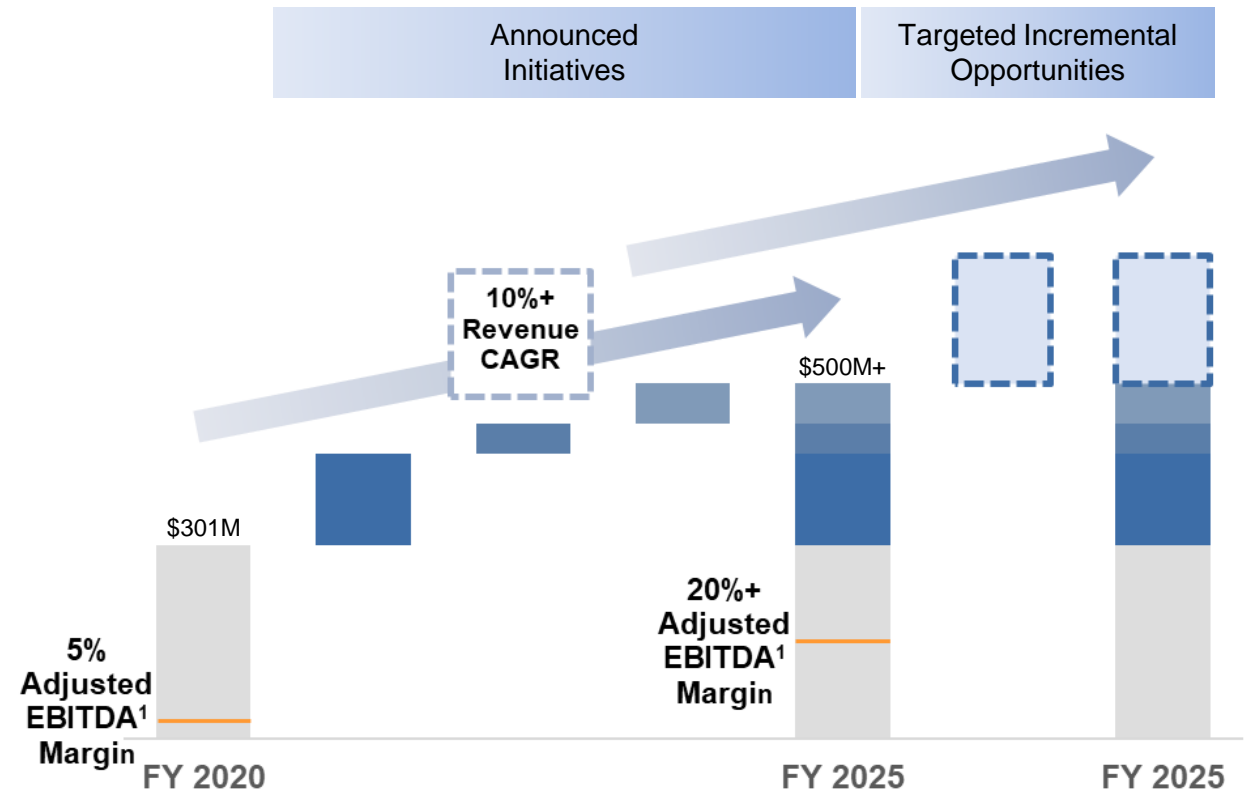 Announced
Initiatives
Targeted Incremental
Opportunities
10%+
Revenue
CAGR
$500M+
$301M
20%+
Adjusted
EBITDA¹
Margin
5%
Adjusted
EBITDA¹
Margin
FY 2020
FY 2025
FY 2025